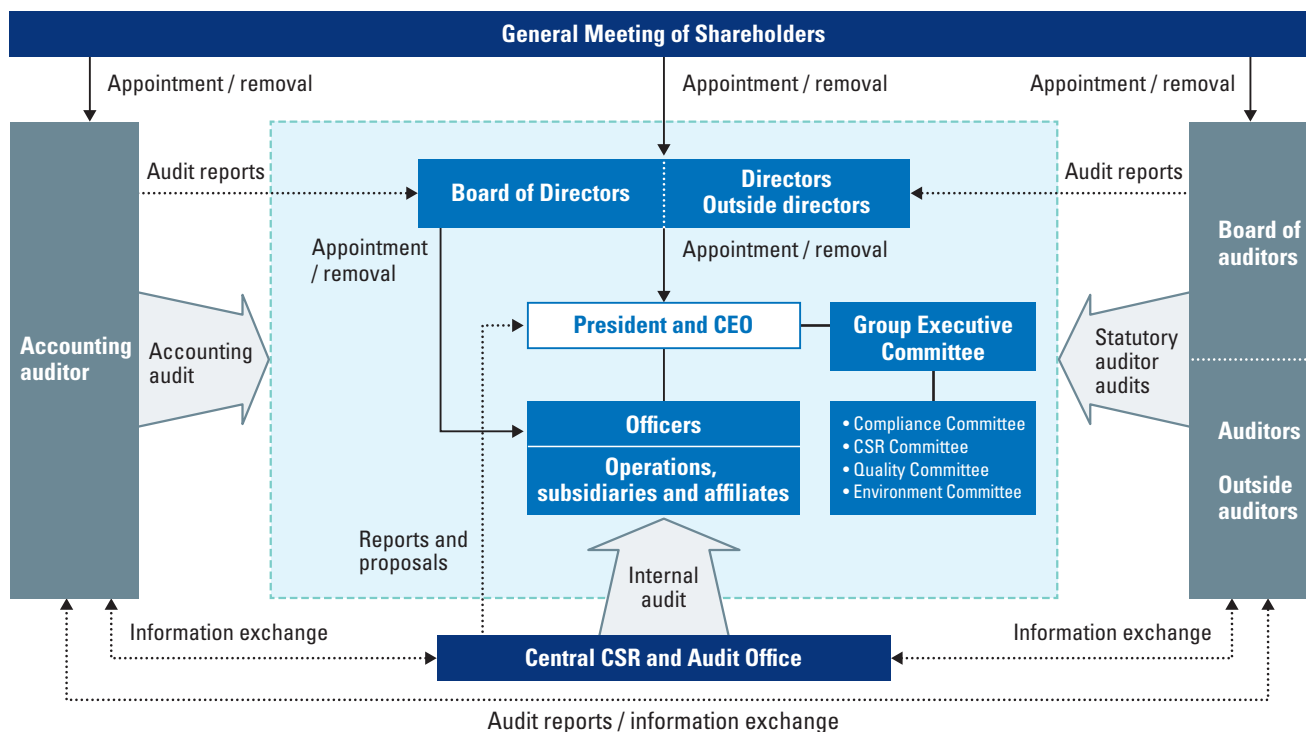 General Meeting of Shareholders
Appointment / removal
Appointment / removal
Appointment / removal
Audit reports
Board of Directors
Directors
Outside directors
Audit reports
Board of
auditors
Appointment
/ removal
Appointment / removal
Accounting
auditor
Accounting
audit
President and CEO
Group Executive
Committee
Statutory
auditor
audits
Officers
Operations,
subsidiaries and affiliates
• Compliance Committee
• CSR Committee
• Quality Committee
• Environment Committee
Auditors
Outside
auditors
Reports and
proposals
Internal
audit
Information exchange
Central CSR and Audit Office
Information exchange
Audit reports / information exchange